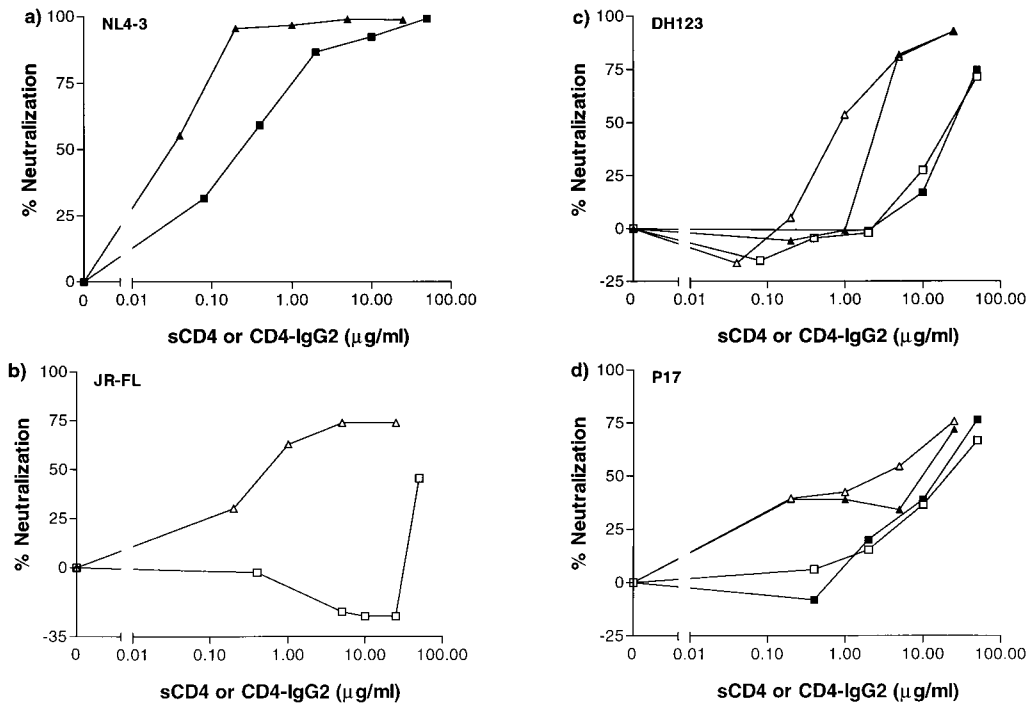 a)
NL4-3
100
75
50
25
0
% Neutralization
0 0.01 0.10 1.00 10.00 100.00
sCD4 or CD4-IgG2 (μg/ml)
b)
JR-FL
100
75
50
25
0
-35
% Neutralization
0 0.01 0.10 1.00 10.00 100.00
sCD4 or CD4-IgG2 (μg/ml)
c)
DH123
100
75
50
25
0
-25
% Neutralization
0 0.01 0.10 1.00 10.00 100.00
sCD4 or CD4-IgG2 (μg/ml)
d)
P17
100
75
50
25
0
-25
% Neutralization
0 0.01 0.10 1.00 10.00 100.00
sCD4 or CD4-IgG2 (μg/ml)